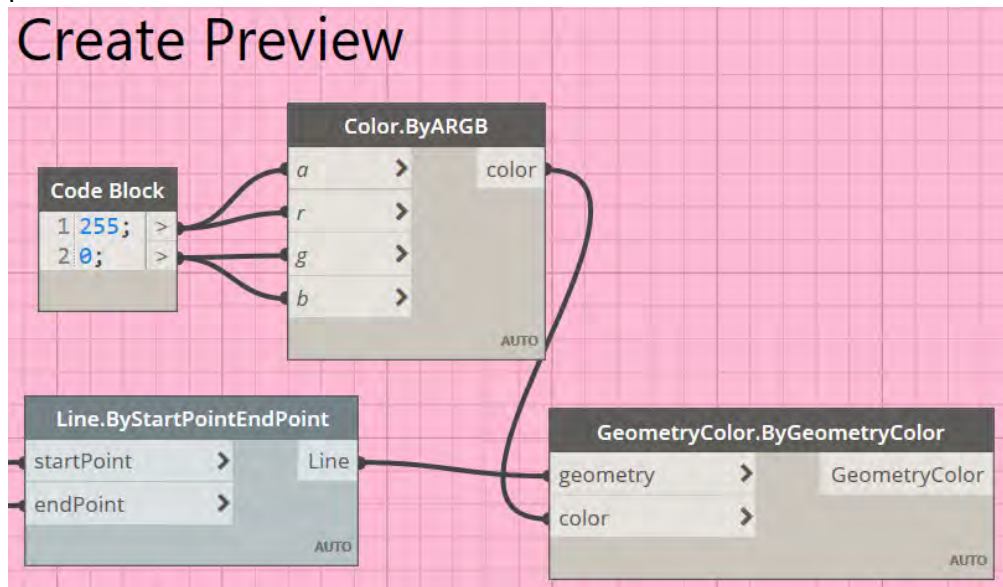 Create Preview
Color.ByARGB
a > color
r >
g >
b >
AUTO
Code Block
1 255; >
2 0; >
Line.ByStartPointEndPoint
startPoint > Line
endPoint >
AUTO
GeometryColor.ByGeometryColor
geometry > GeometryColor
color >
AUTO